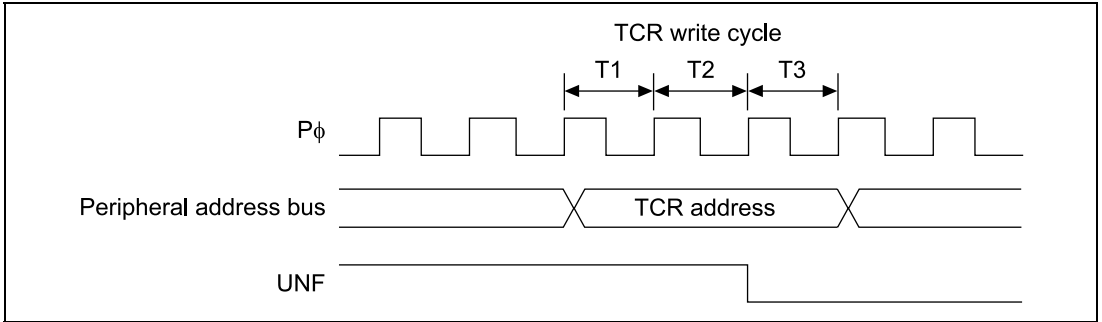 TCR write cycle
T1 T2 T3
Pϕ
Peripheral address bus TCR address
UNF